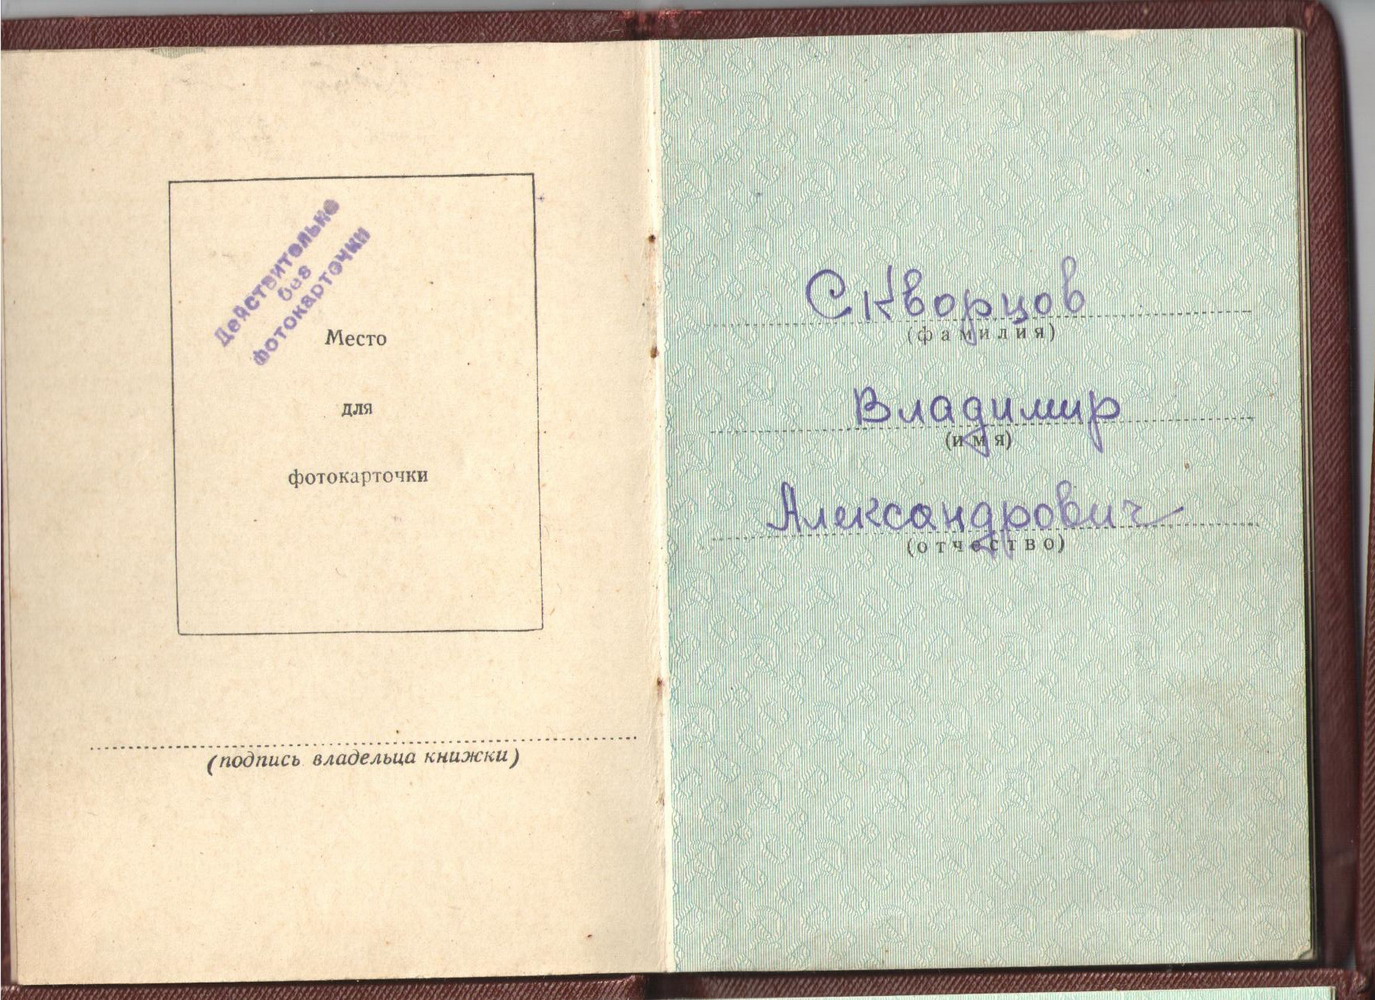 Действительно
без
фотокарточки
Место
для
фотокарточки
(подпись владельца книжки)
Скворцов
(фамилия)
Владимир
(имя)
Александрович
(отчество)